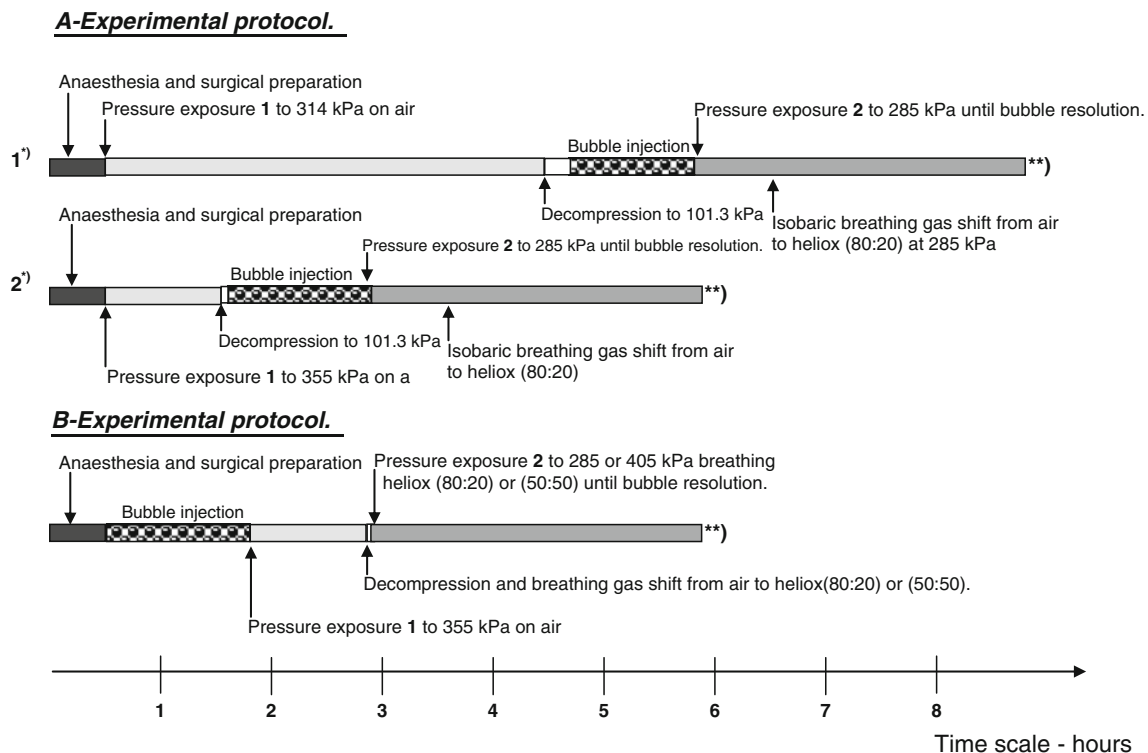 A-Experimental protocol.
Anaesthesia and surgical preparation
Pressure exposure 1 to 314 kPa on air
Pressure exposure 2 to 285 kPa until bubble resolution.
Bubble injection
1*)
**)
Decompression to 101.3 kPa
Isobaric breathing gas shift from air
to heliox (80:20) at 285 kPa
Anaesthesia and surgical preparation
Pressure exposure 2 to 285 kPa until bubble resolution.
Bubble injection
2*)
**)
Decompression to 101.3 kPa
Isobaric breathing gas shift from air
to heliox (80:20)
Pressure exposure 1 to 355 kPa on a
B-Experimental protocol.
Anaesthesia and surgical preparation
Pressure exposure 2 to 285 or 405 kPa breathing
heliox (80:20) or (50:50) until bubble resolution.
Bubble injection
**)
Decompression and breathing gas shift from air to heliox(80:20) or (50:50).
Pressure exposure 1 to 355 kPa on air
1 2 3 4 5 6 7 8
Time scale - hours